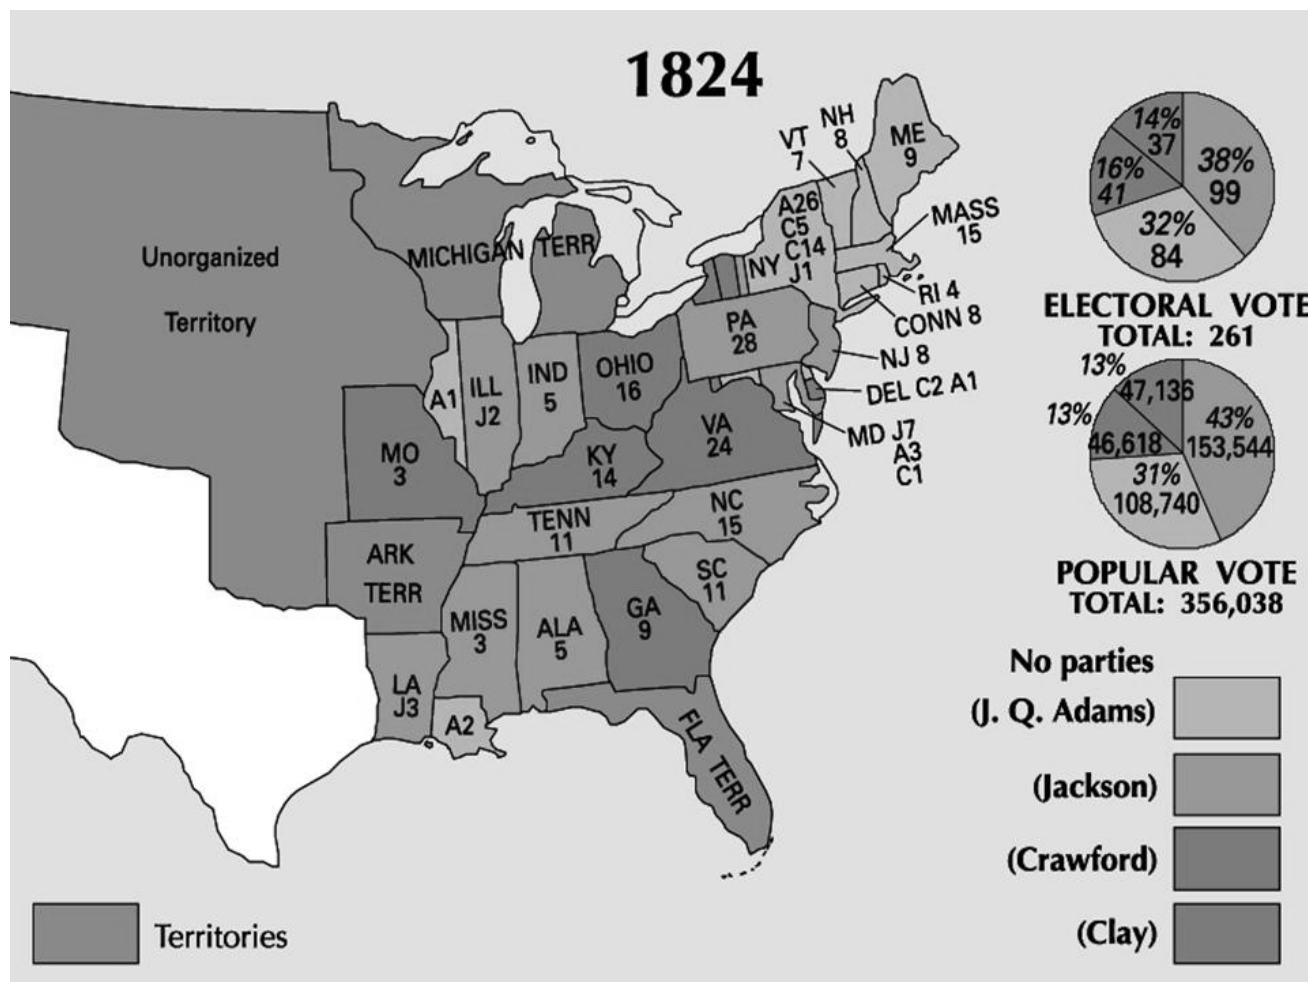 1824
Unorganized
Territory
MICHIGAN TERR
VT
7
NH
8
ME
9
MASS
15
A26
C5
C14
NY
J1
RI 4
CONN 8
NJ 8
PA
28
DEL C2 A1
MD J7
A3
C1
OHIO
16
IND
5
ILL
J2
A1
MO
3
KY
14
VA
24
TENN
11
NC
15
ARK
TERR
SC
11
MISS
3
ALA
5
GA
9
LA
J3
A2
FLA TERR
14%
37
38%
99
16%
41
32%
84
ELECTORAL VOTE
TOTAL: 261
13%
47,136
43%
153,544
13%
46,618
31%
108,740
POPULAR VOTE
TOTAL: 356,038
No parties
(J. Q. Adams)
(Jackson)
(Crawford)
(Clay)
Territories